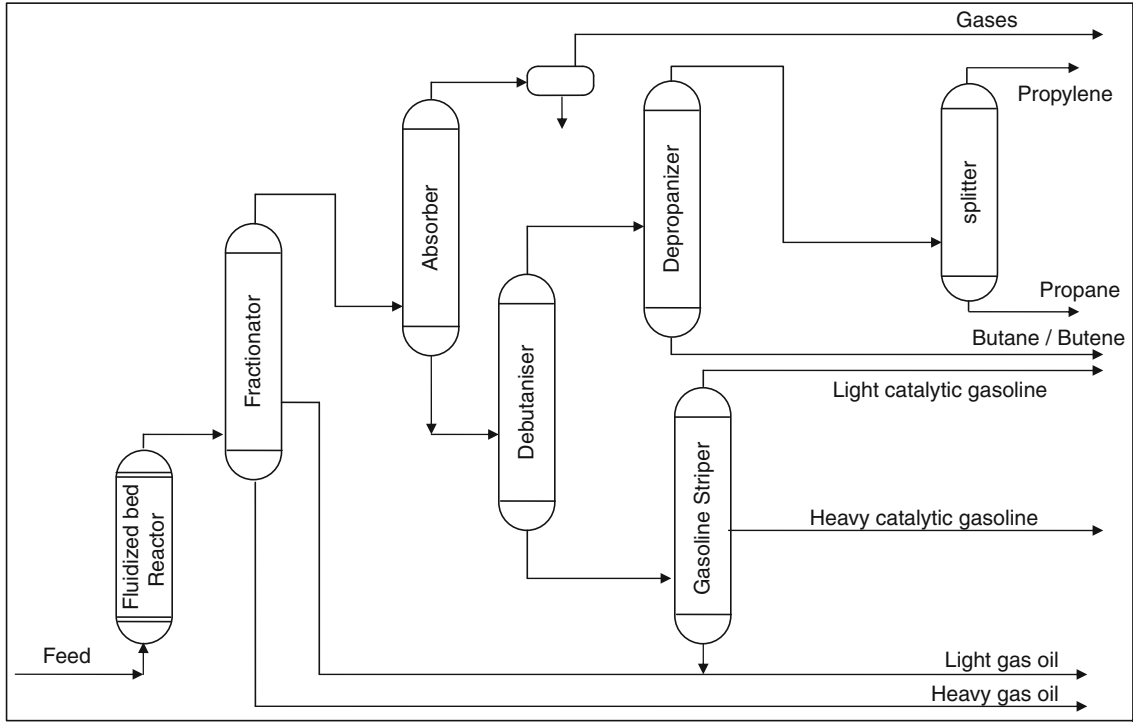 Gases
Propylene
Depropanizer
splitter
Absorber
Fractionator
Propane
Butane / Butene
Light catalytic gasoline
Debutaniser
Fluidized bed
Reactor
Gasoline Striper
Heavy catalytic gasoline
Feed
Light gas oil
Heavy gas oil